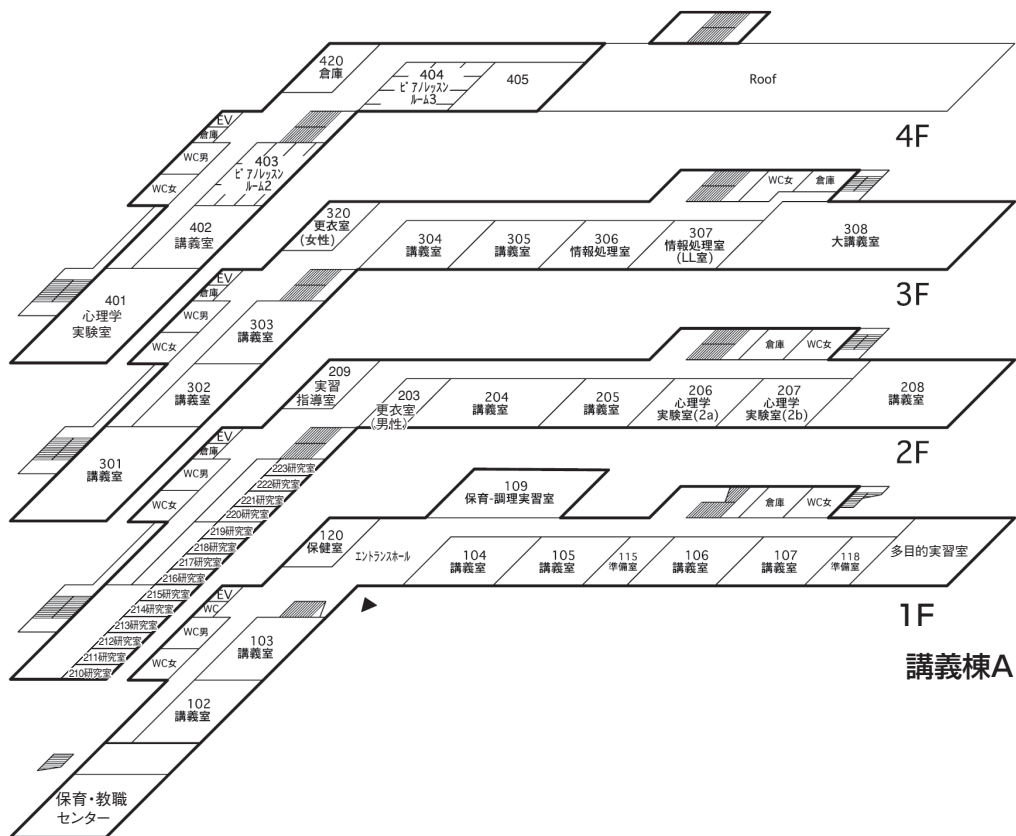 420
倉庫
404
ピアノレッスン
ルーム3
405
Roof
EV
倉庫
WC男
WC女
403
ピアノレッスン
ルーム2
402
講義室
401
心理学
実験室
4F
320
更衣室
(女性)
304
講義室
305
講義室
306
情報処理室
307
情報処理室
(LL室)
WC女
倉庫
308
大講義室
EV
倉庫
WC男
WC女
303
講義室
302
講義室
301
講義室
3F
209
実習
指導室
203
更衣室
(男性)
204
講義室
205
講義室
206
心理学
実験室(2a)
207
心理学
実験室(2b)
倉庫
WC女
208
講義室
EV
倉庫
WC男
WC女
223研究室
222研究室
221研究室
220研究室
219研究室
218研究室
217研究室
216研究室
215研究室
214研究室
213研究室
212研究室
211研究室
210研究室
2F
109
保育-調理実習室
120
保健室
エントランスホール
104
講義室
105
講義室
115
準備室
106
講義室
107
講義室
118
準備室
倉庫
WC女
多目的実習室
EV
WC
WC男
WC女
103
講義室
102
講義室
保育・教職
センター
1F
講義棟A